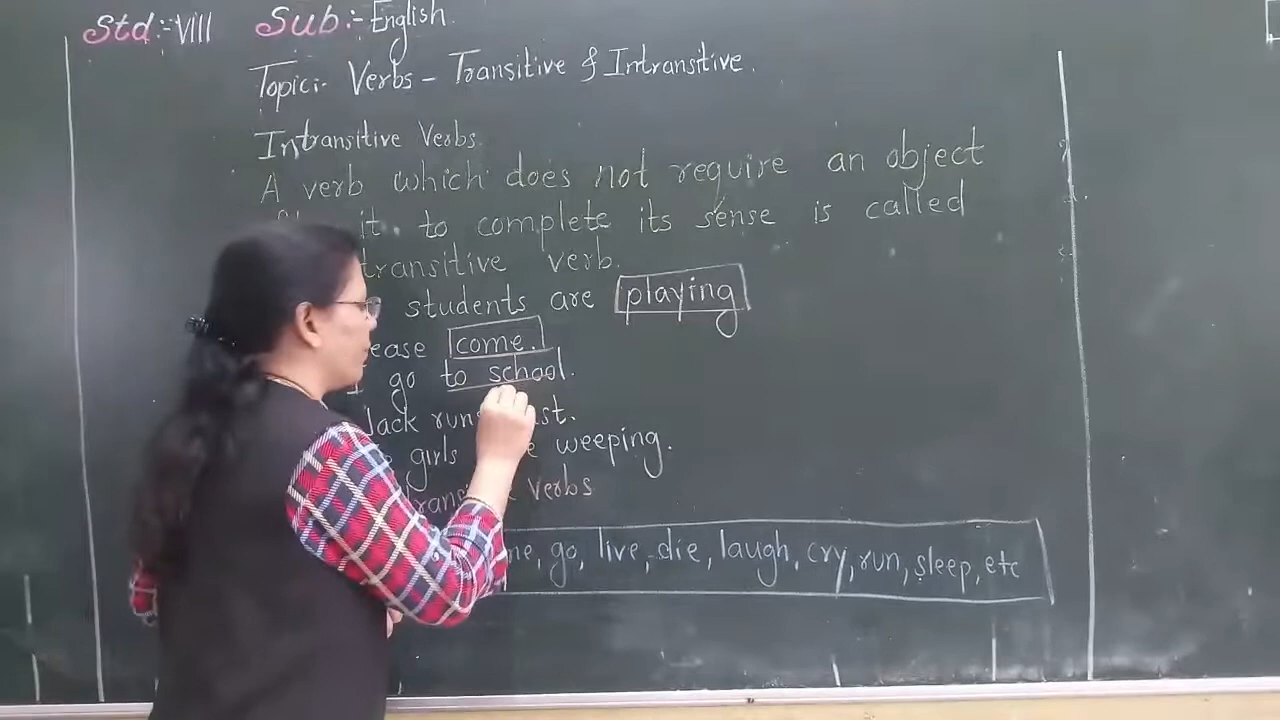 Std:- VIII Sub:- English.
Topic:- Verbs - Transitive & Intransitive.
Intransitive Verbs.
A verb which does not require an object
it. to complete its sense is called
transitive verb.
students are playing
ease come.
I go to school.
Jack run st.
girls e weeping.
verbs
ne, go, live, die, laugh, cry, run, sleep, etc